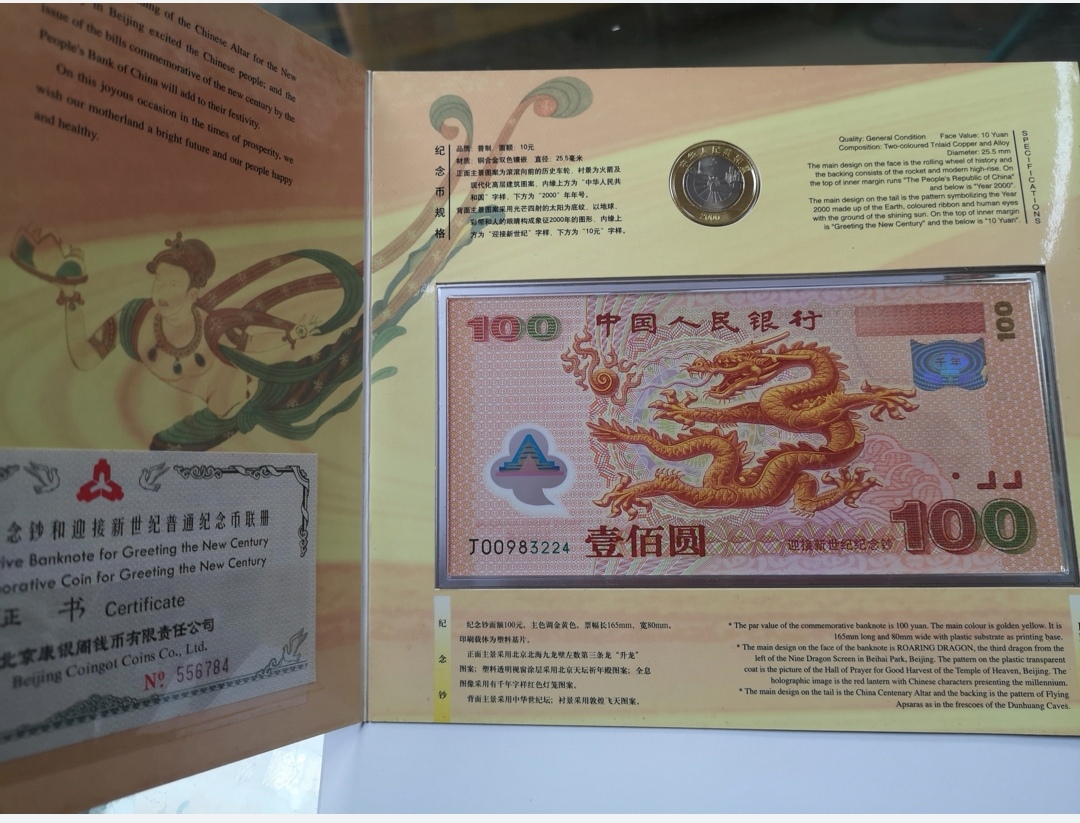 ing of the Chinese Altar for the New
in Beijing excited the Chinese people; and the
issue of the bills commemorative of the new century by the
People's Bank of China will add to their festivity.
On this joyous occasion in the times of prosperity, we
wish our motherland a bright future and our people happy
and healthy.
念钞和迎接新世纪普通纪念币联册
ive Banknote for Greeting the New Century
orative Coin for Greeting the New Century
正 书 Certificate
北京康银阁钱币有限责任公司
Beijing Coingot Coins Co., Ltd.
№ 556784
纪念币规格
品质：普制 面额：10元
材质：铜合金双色镶嵌 直径：25.5毫米
正面主景图案为滚滚向前的历史车轮，衬景为火箭及
现代化高层建筑图案，内缘上方为“中华人民共
和国”字样，下方为“2000”年年号。
背面主景图案采用光芒四射的太阳为底纹，以地球、
彩带和人的眼睛构成象征2000年的图形，内缘上
方为“迎接新世纪”字样，下方为“10元”字样。
中华人民共和国
2000
SPECIFICATIONS
Quality: General Condition Face Value: 10 Yuan
Composition: Two-coloured Tnlaid Copper and Alloy
Diameter: 25.5 mm
The main design on the face is the rolling wheel of history and
the backing consists of the rocket and modern high-rise. On
the top of inner margin runs "The People's Republic of China"
and below is "Year 2000".
The main design on the tail is the pattern symbolizing the Year
2000 made up of the Earth, coloured ribbon and human eyes
with the ground of the shining sun. On the top of inner margin
is "Greeting the New Century" and the below is "10 Yuan".
100 中国人民银行
100
千年
J00983224 壹佰圆
迎接新世纪纪念钞
100
纪念钞
纪念钞面额100元，主色调金黄色，票幅长165mm，宽80mm，
印刷载体为塑料基片。
正面主景采用北京北海九龙壁左数第三条龙“升龙”
图案；塑料透明视窗涂层采用北京天坛祈年殿图案；全息
图像采用有千年字样红色灯笼图案。
背面主景采用中华世纪坛；衬景采用敦煌飞天图案。
* The par value of the commemorative banknote is 100 yuan. The main colour is golden yellow. It is
165mm long and 80mm wide with plastic substrate as printing base.
* The main design on the face of the banknote is ROARING DRAGON, the third dragon from the
left of the Nine Dragon Screen in Beihai Park, Beijing. The pattern on the plastic transparent
coat is the picture of the Hall of Prayer for Good Harvest of the Temple of Heaven, Beijing. The
holographic image is the red lantern with Chinese characters presenting the millennium.
* The main design on the tail is the China Centenary Altar and the backing is the pattern of Flying
Apsaras as in the frescoes of the Dunhuang Caves.